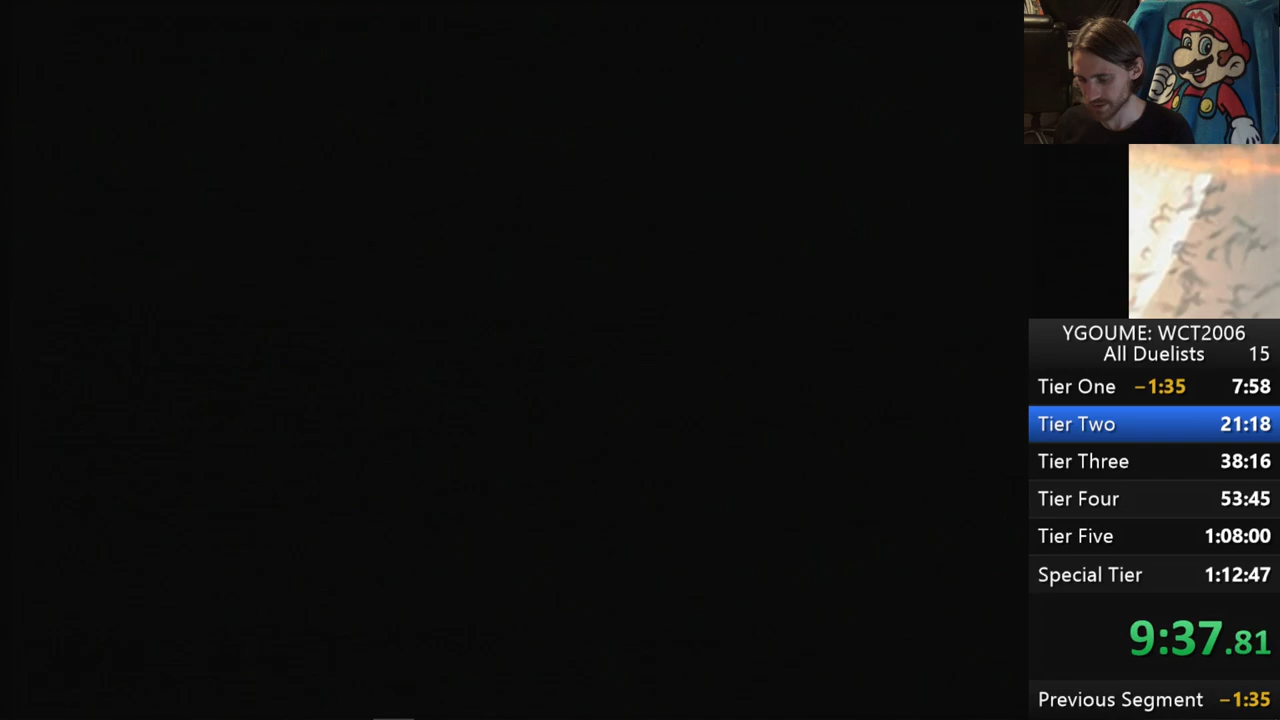 YGOUME: WCT2006
All Duelists 15
Tier One −1:35 7:58
Tier Two 21:18
Tier Three 38:16
Tier Four 53:45
Tier Five 1:08:00
Special Tier 1:12:47
9:37.81
Previous Segment −1:35